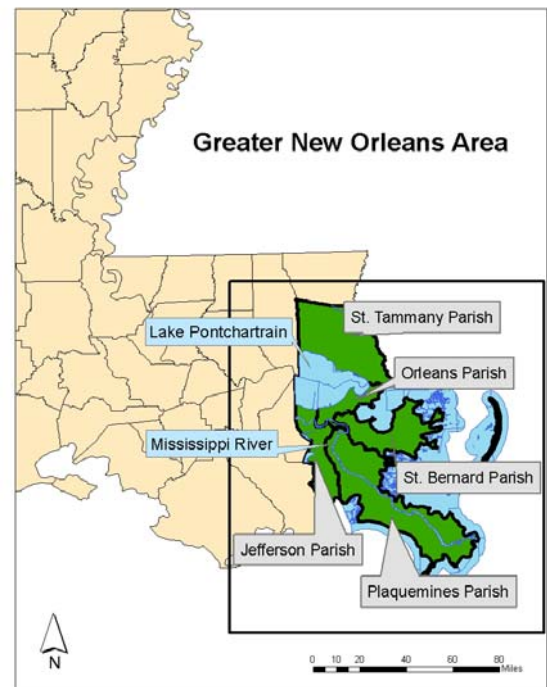 Greater New Orleans Area
St. Tammany Parish
Lake Pontchartrain
Orleans Parish
Mississippi River
St. Bernard Parish
Jefferson Parish
Plaquemines Parish
N
0 10 20 40 60 80
Miles